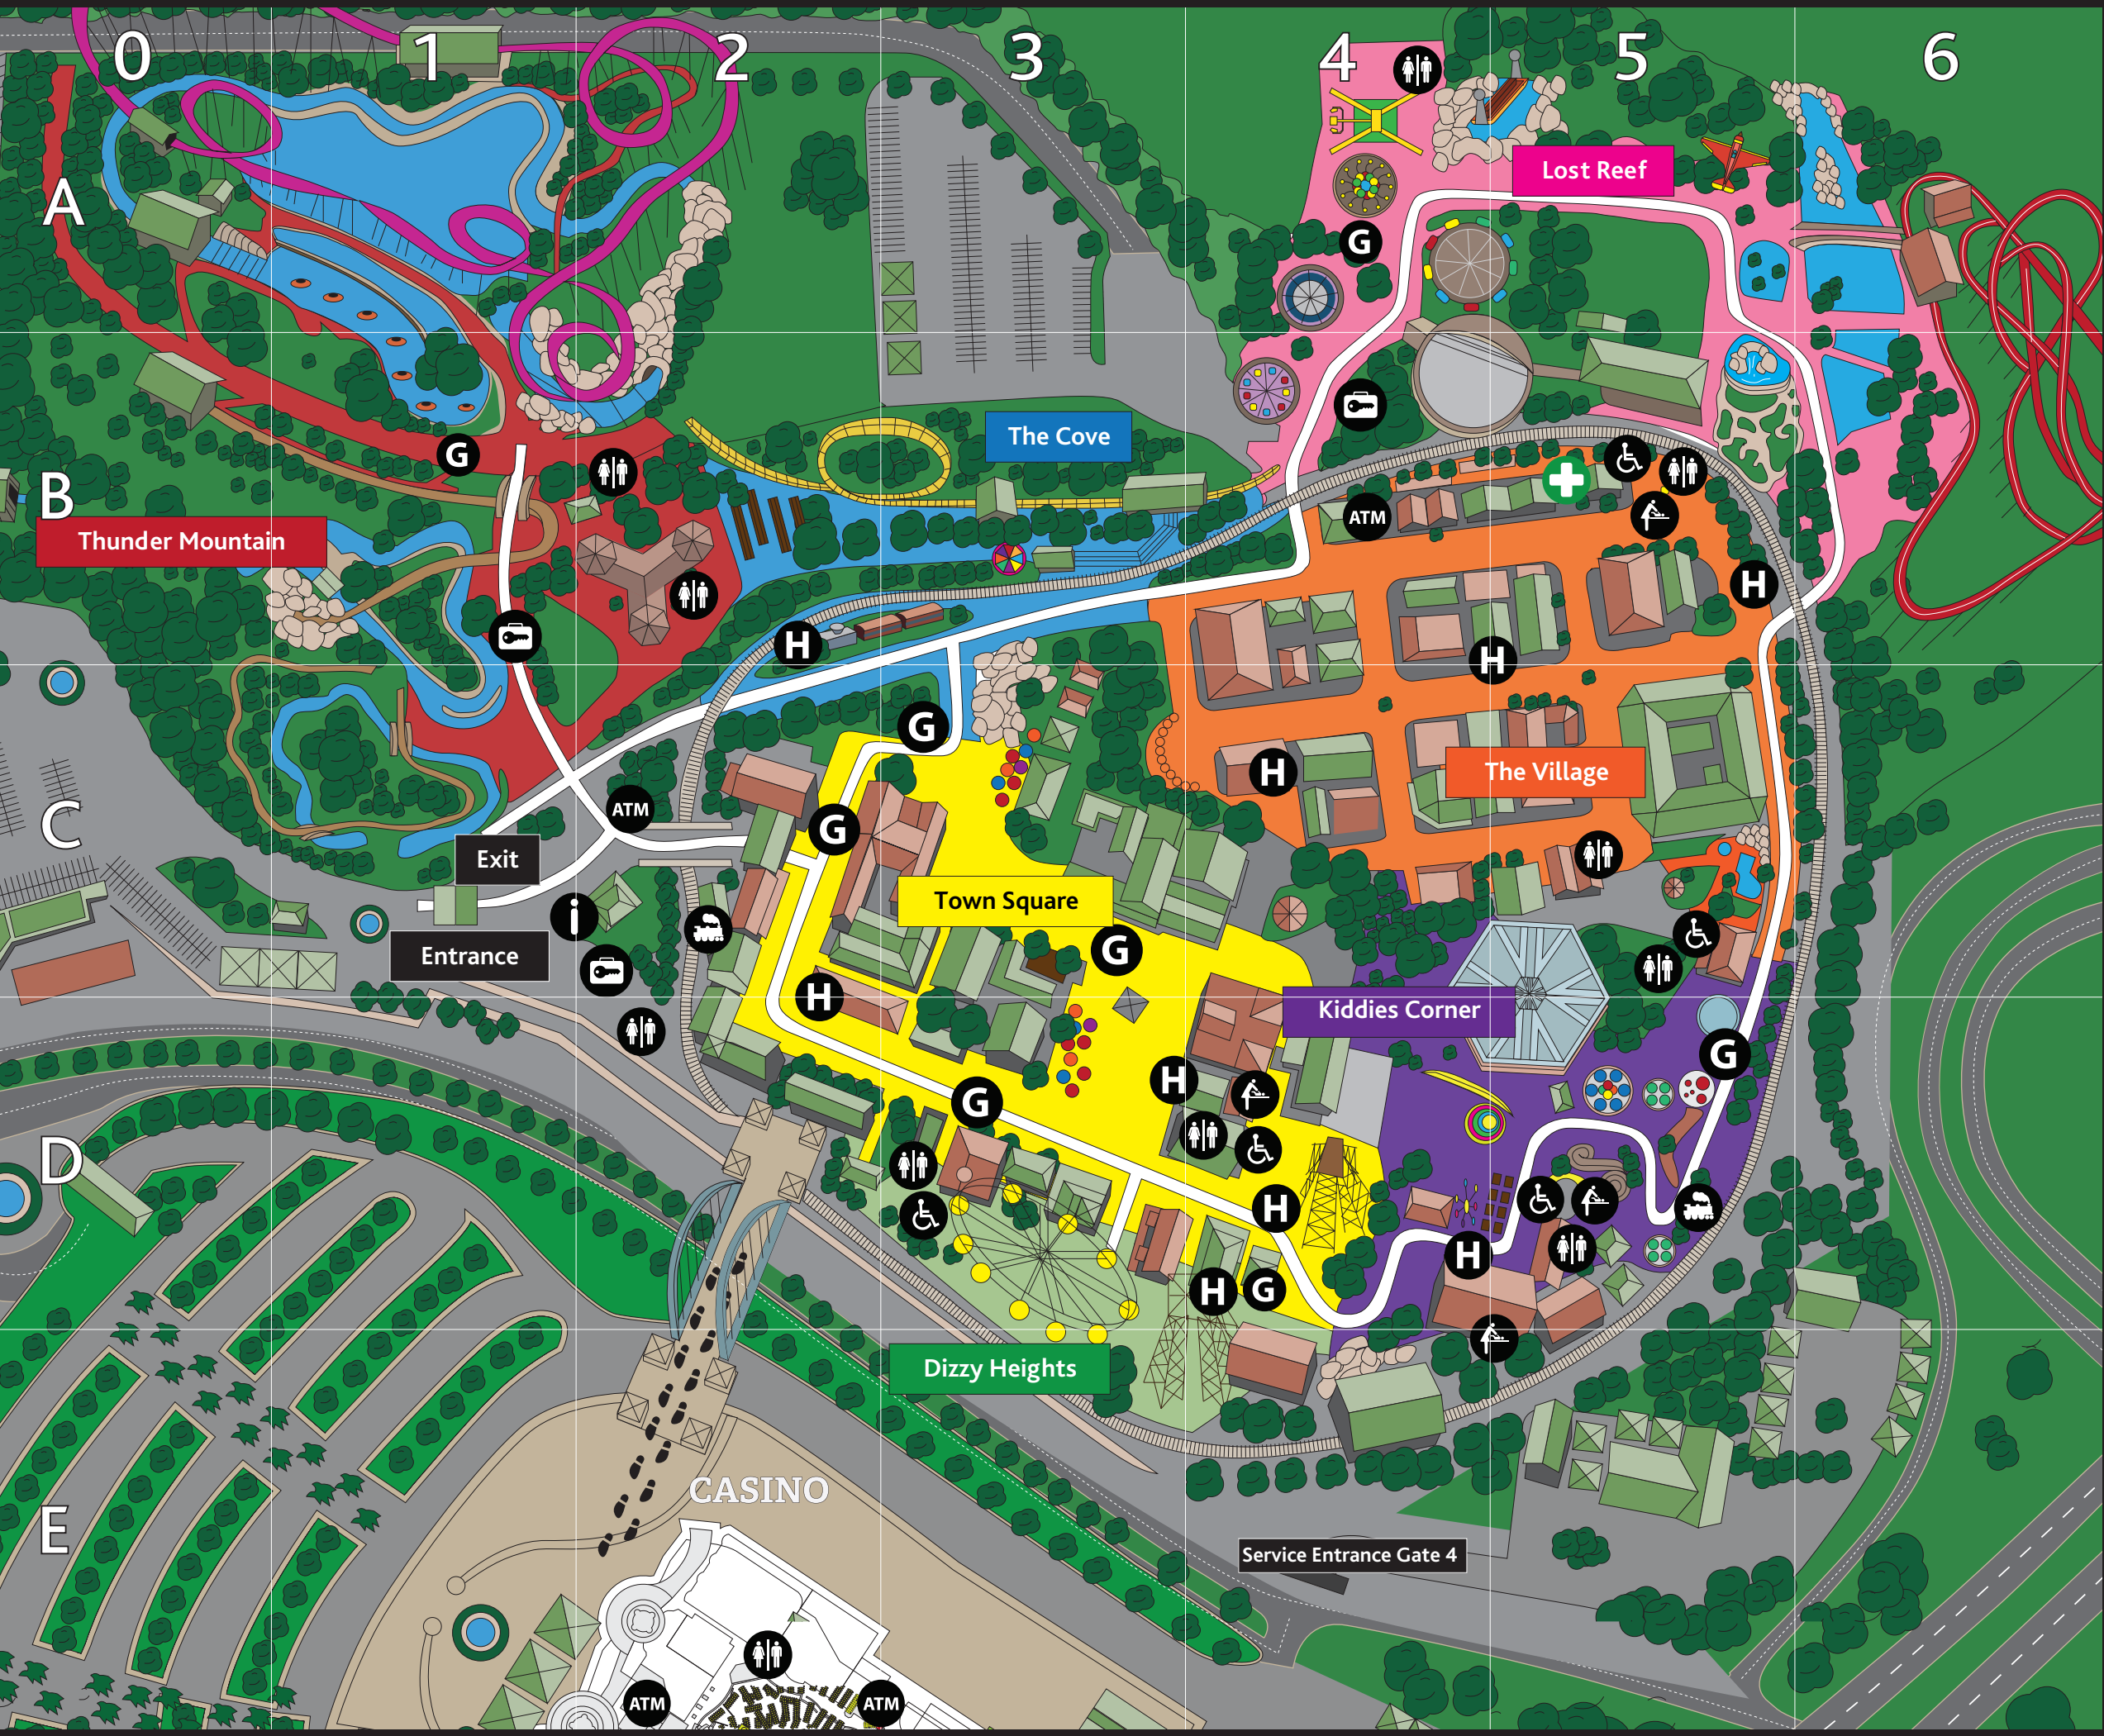 0 1 2 3 4 5 6
Lost Reef
A
G
The Cove
G
B
ATM
Thunder Mountain
H
H
H
G
The Village
H
C
ATM
G
Exit
Town Square
G
Entrance
H
Kiddies Corner
G
H
G
D
H
H
H
G
Dizzy Heights
CASINO
E
Service Entrance Gate 4
ATM
ATM